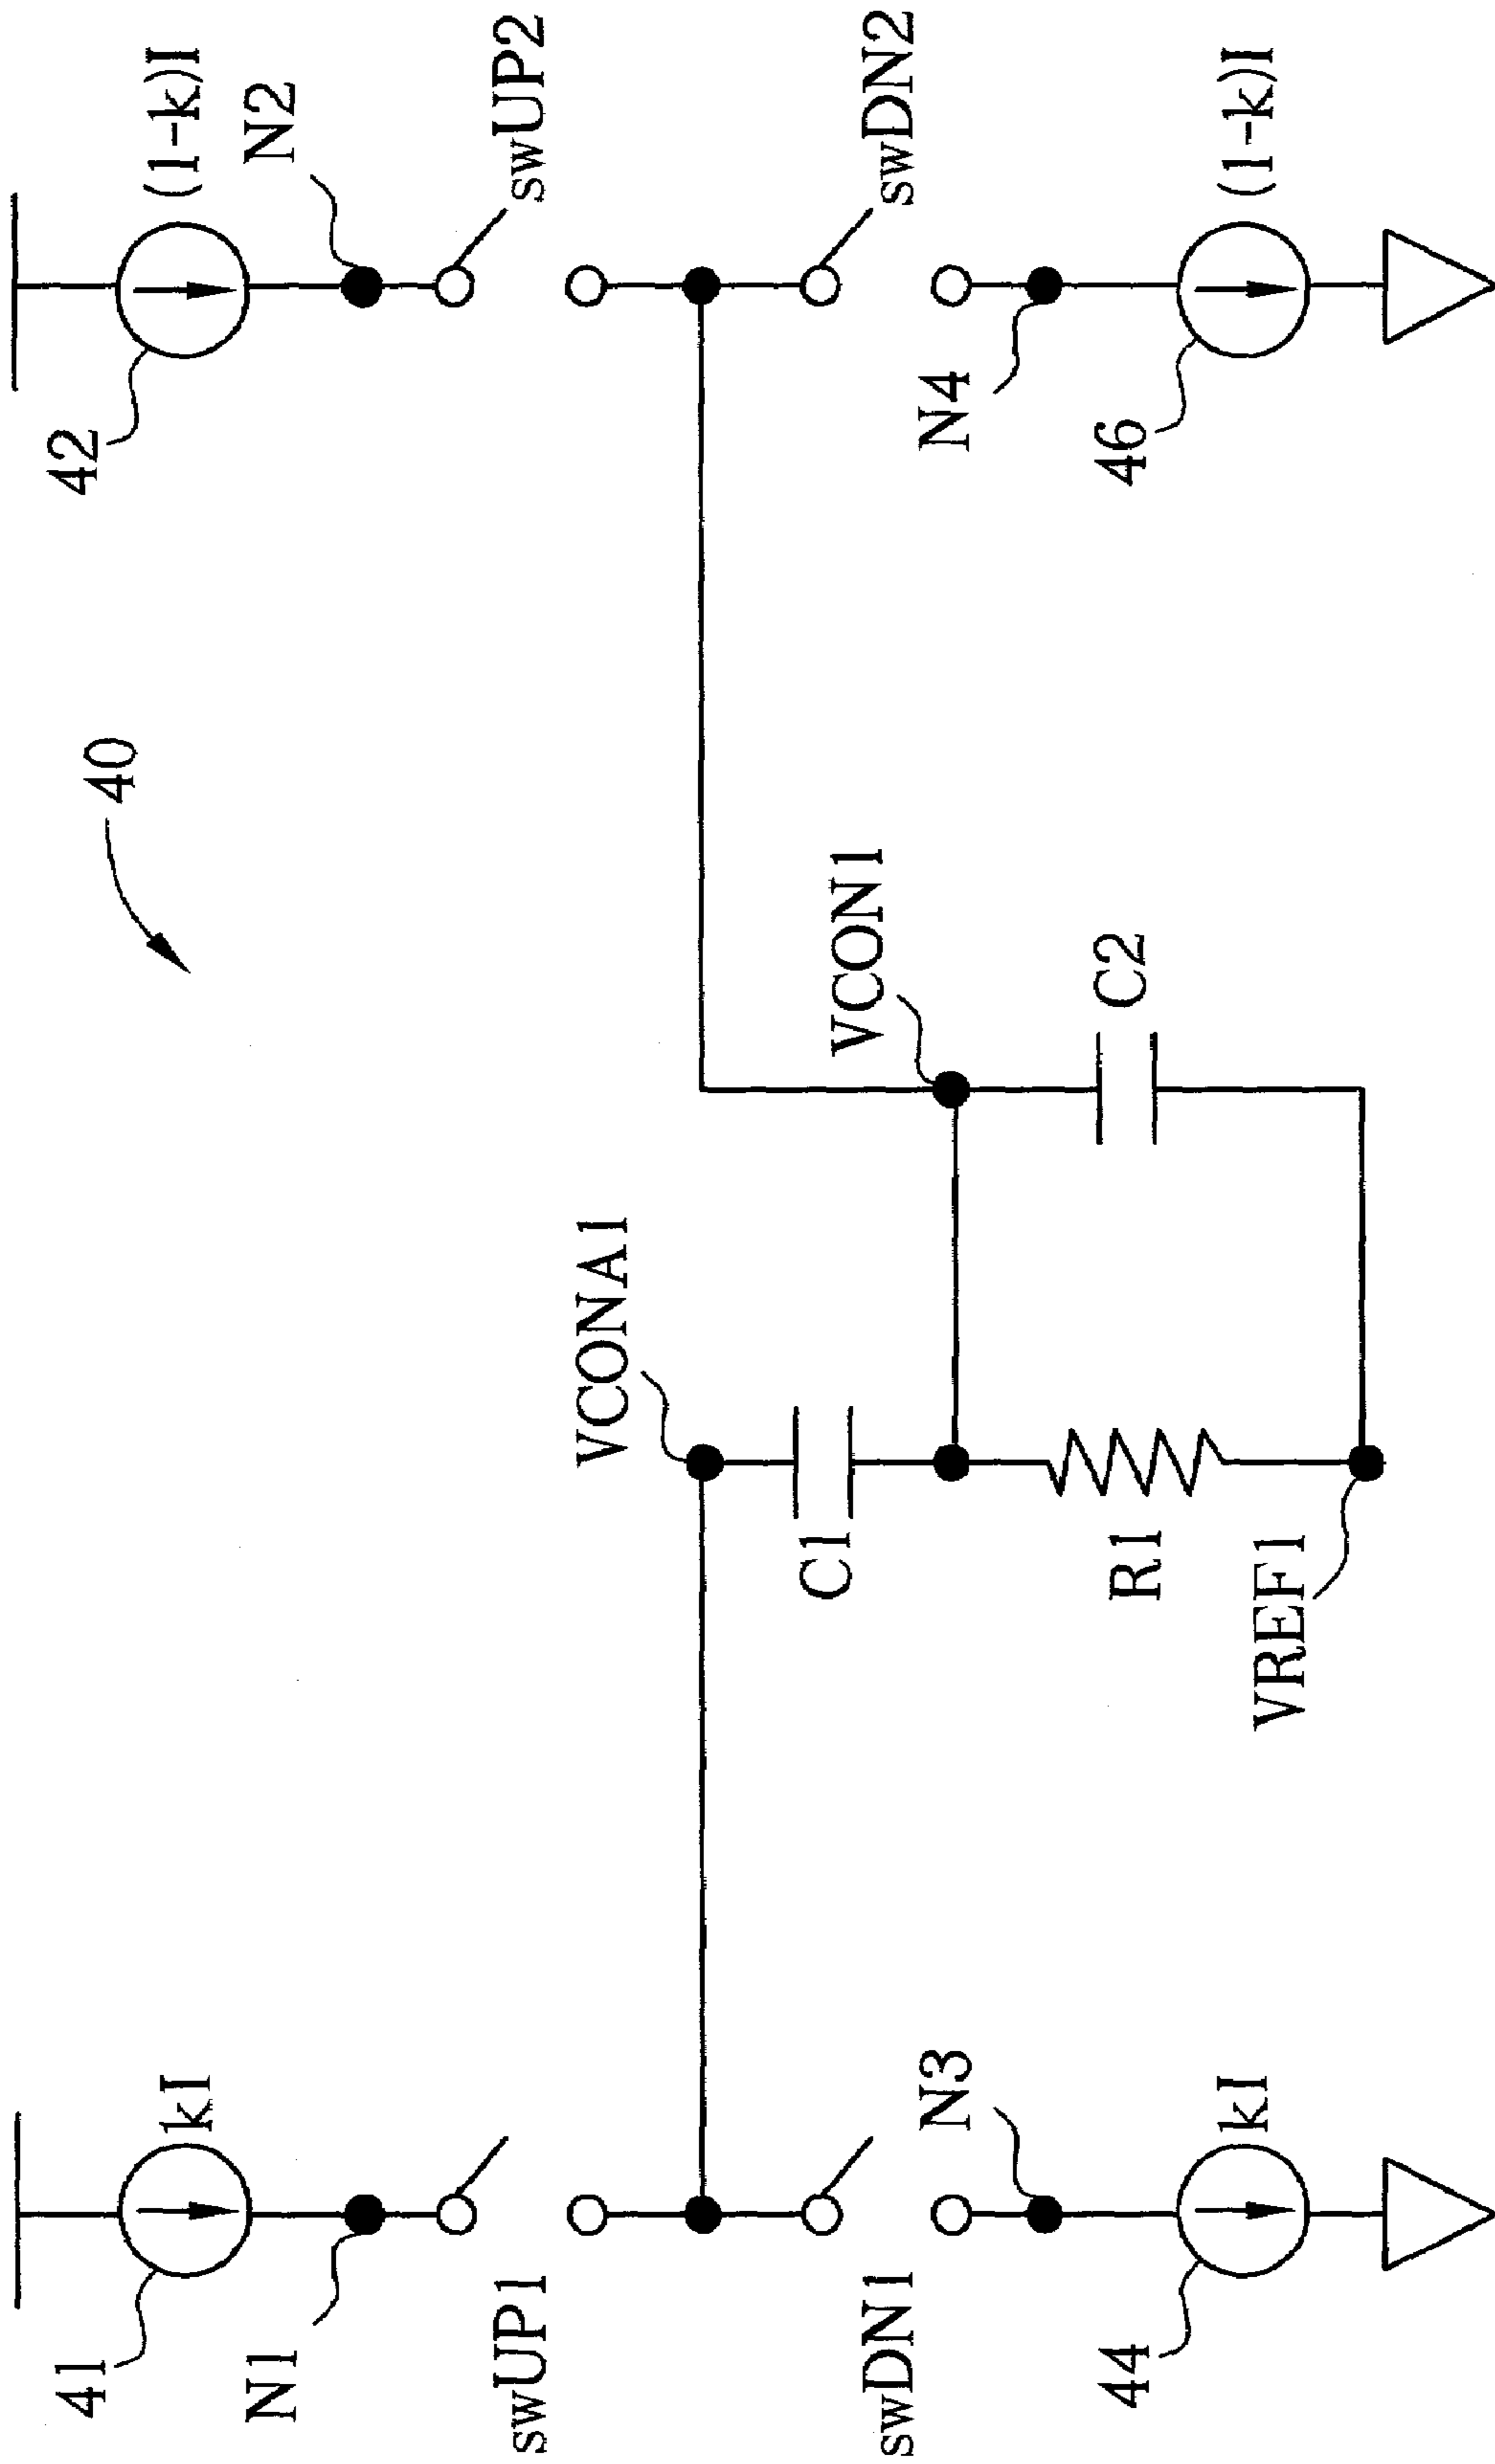 40
41
kI
N1
swUP1
swDN1
N3
44
kI
VCONA1
C1
R1
VREF1
VCON1
C2
42
(1-k)I
N2
swUP2
swDN2
N4
46
(1-k)I